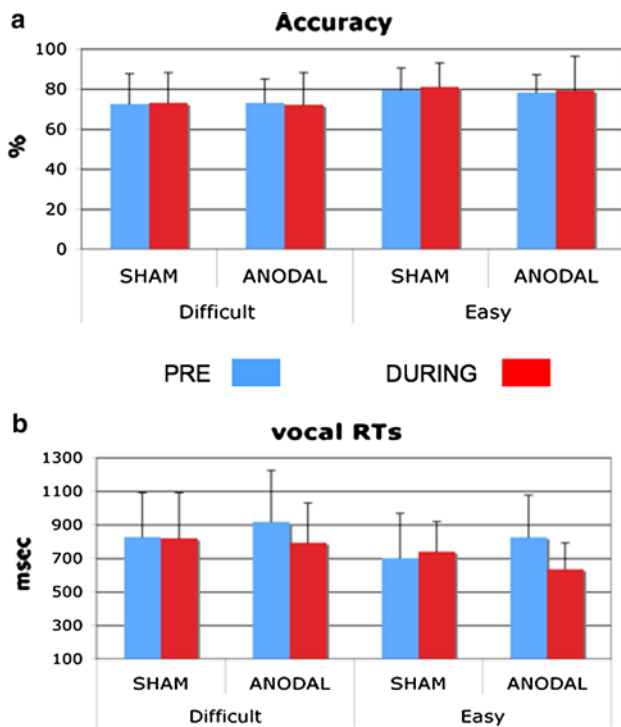 a
Accuracy
100
80
60
40
20
0
%
SHAM ANODAL SHAM ANODAL
Difficult Easy
PRE DURING
b
vocal RTs
1300
1100
900
700
500
300
100
msec
SHAM ANODAL SHAM ANODAL
Difficult Easy